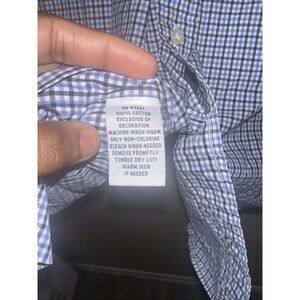 100% COTTON
EXCLUSIVE OF
DECORATION
MACHINE WASH WARM
ONLY NON-CHLORINE
BLEACH WHEN NEEDED
REMOVE PROMPTLY
TUMBLE DRY LOW
WARM IRON
IF NEEDED